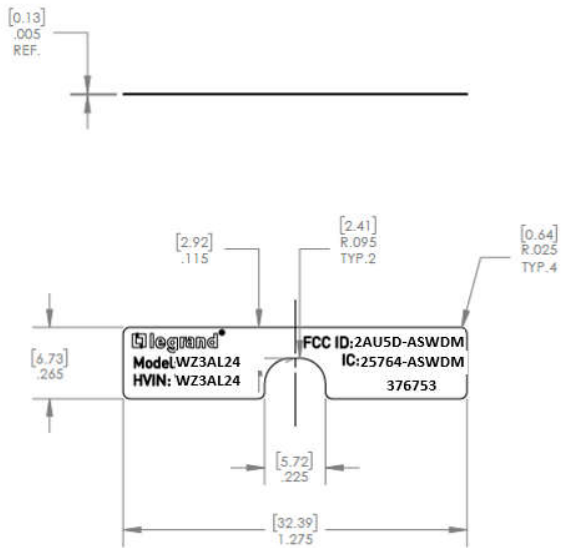 [0.13]
.005
REF.
[2.41]
R.095
TYP.2
[2.92]
.115
[0.64]
R.025
TYP.4
[6.73]
.265
legrand®
Model:WZ3AL24
HVIN: WZ3AL24
FCC ID:2AU5D-ASWDM
IC:25764-ASWDM
376753
[5.72]
.225
[32.39]
1.275